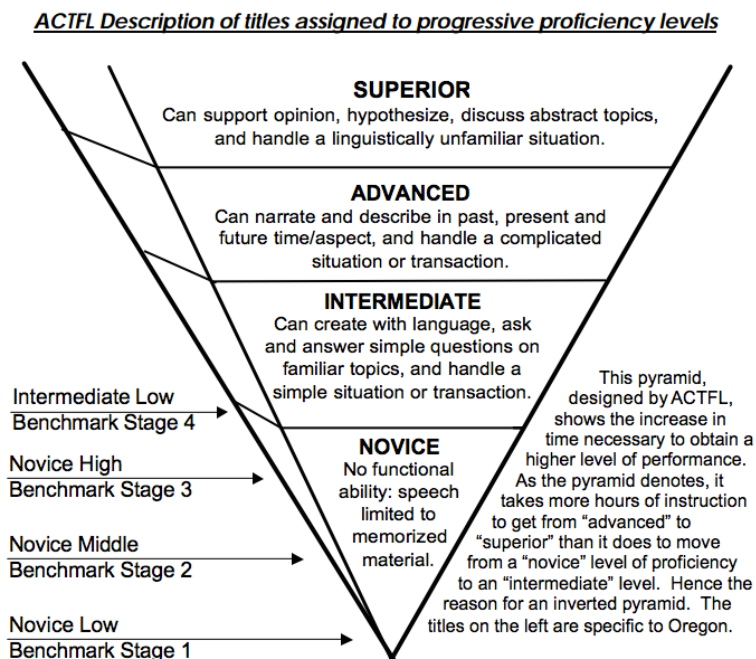 ACTFL Description of titles assigned to progressive proficiency levels
SUPERIOR
Can support opinion, hypothesize, discuss abstract topics,
and handle a linguistically unfamiliar situation.
ADVANCED
Can narrate and describe in past, present and
future time/aspect, and handle a complicated
situation or transaction.
INTERMEDIATE
Can create with language, ask
and answer simple questions on
familiar topics, and handle a
simple situation or transaction.
NOVICE
No functional
ability: speech
limited to
memorized
material.
Intermediate Low
Benchmark Stage 4
Novice High
Benchmark Stage 3
Novice Middle
Benchmark Stage 2
Novice Low
Benchmark Stage 1
This pyramid,
designed by ACTFL,
shows the increase in
time necessary to obtain a
higher level of performance.
As the pyramid denotes, it
takes more hours of instruction
to get from “advanced” to
“superior” than it does to move
from a “novice” level of proficiency
to an “intermediate” level.  Hence the
reason for an inverted pyramid.  The
titles on the left are specific to Oregon.